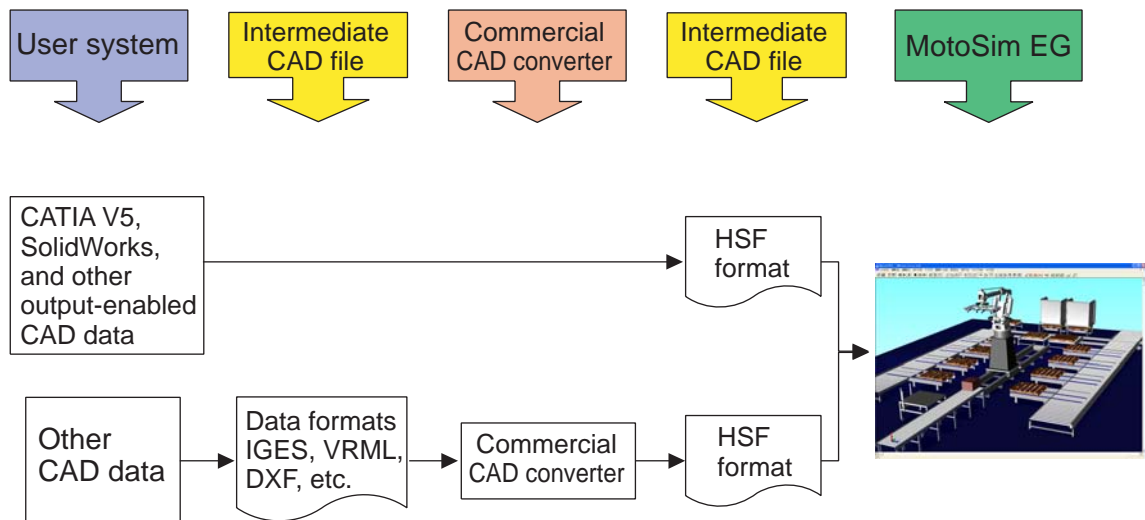 User system
Intermediate
CAD file
Commercial
CAD converter
Intermediate
CAD file
MotoSim EG
CATIA V5,
SolidWorks,
and other
output-enabled
CAD data
HSF
format
Other
CAD data
Data formats
IGES, VRML,
DXF, etc.
Commercial
CAD converter
HSF
format